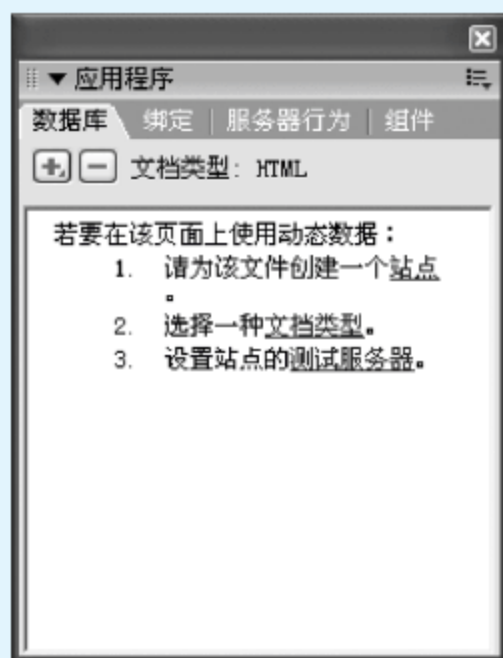 应用程序
数据库 绑定 | 服务器行为 | 组件
文档类型: HTML
若要在该页面上使用动态数据：
1. 请为该文件创建一个站点
。
2. 选择一种文档类型。
3. 设置站点的测试服务器。